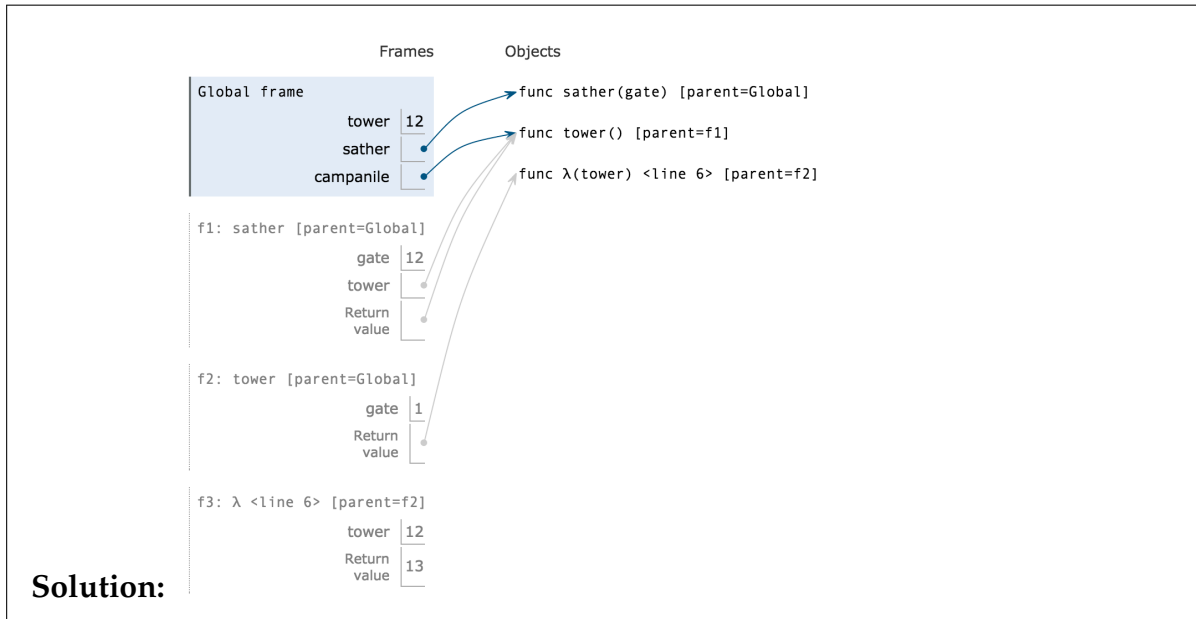 Frames Objects
Global frame
tower 12
sather
campanile
func sather(gate) [parent=Global]
func tower() [parent=f1]
func λ(tower) <line 6> [parent=f2]
f1: sather [parent=Global]
gate 12
tower
Return
value
f2: tower [parent=Global]
gate 1
Return
value
f3: λ <line 6> [parent=f2]
tower 12
Return
value 13
Solution: